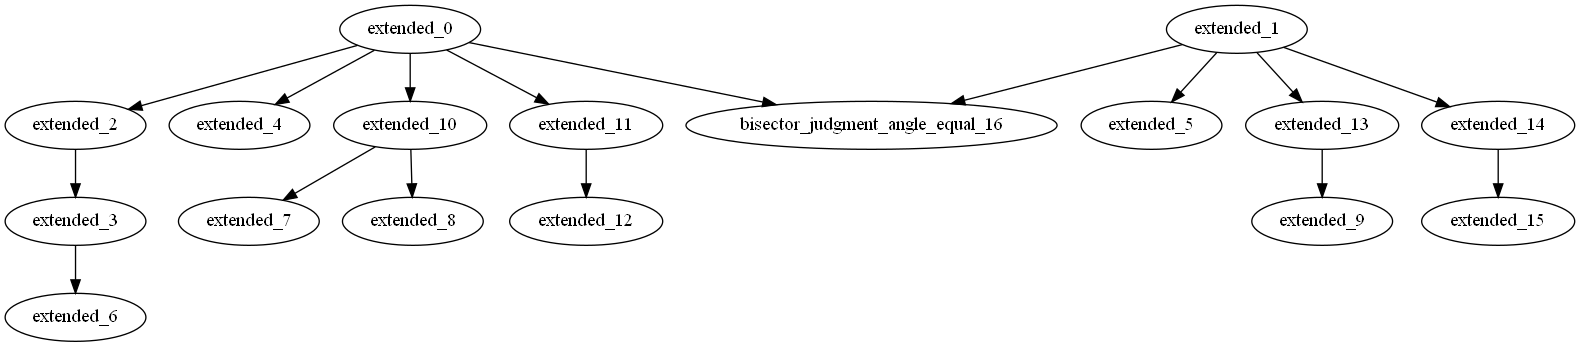 extended_0
extended_1
extended_2
extended_4
extended_10
extended_11
bisector_judgment_angle_equal_16
extended_5
extended_13
extended_14
extended_3
extended_7
extended_8
extended_12
extended_9
extended_15
extended_6